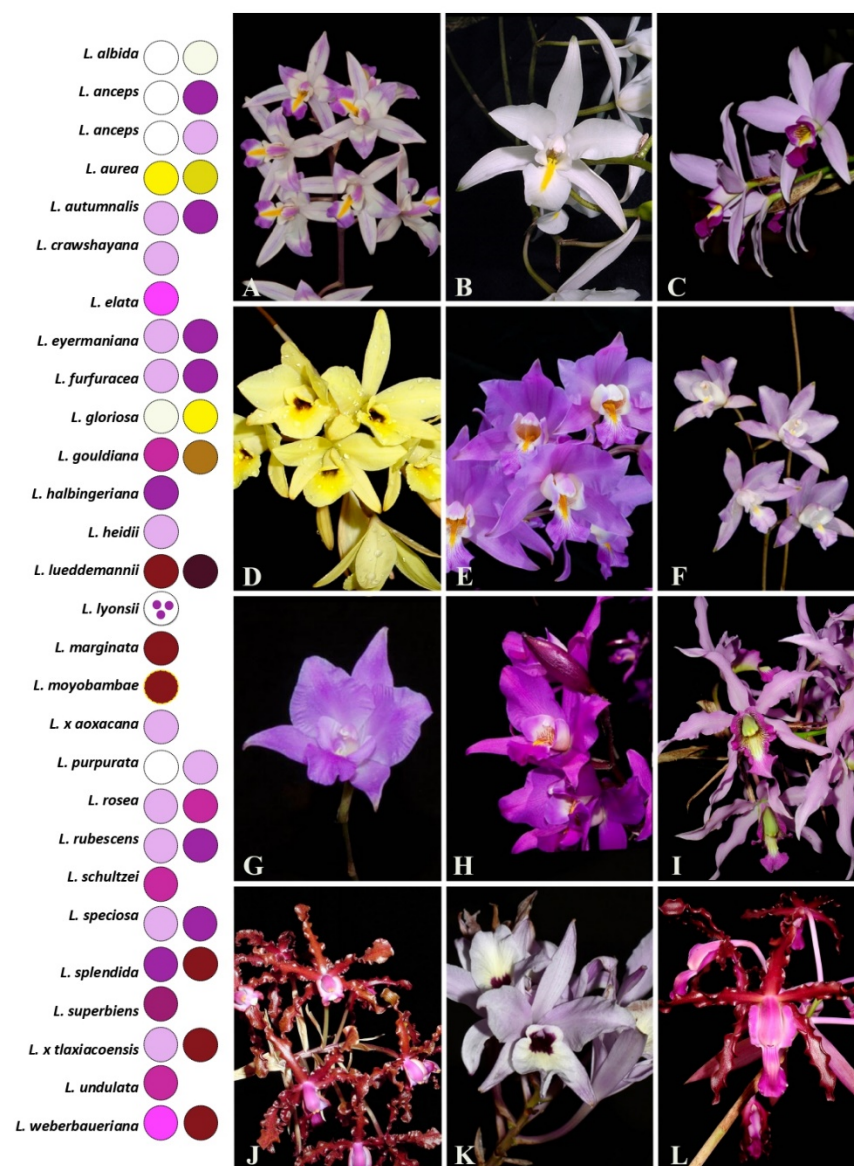 L. albida
L. anceps
L. anceps
L. aurea
L. autumnalis
L. crawshayana
L. elata
L. eyermaniana
L. furfuracea
L. gloriosa
L. gouldiana
L. halbingeriana
L. heidii
L. lueddemannii
L. lyonsii
L. marginata
L. moyobambae
L. x aoxacana
L. purpurata
L. rosea
L. rubescens
L. schultzei
L. speciosa
L. splendida
L. superbiens
L. x tlaxiacoensis
L. undulata
L. weberbaueriana
A
B
C
D
E
F
G
H
I
J
K
L